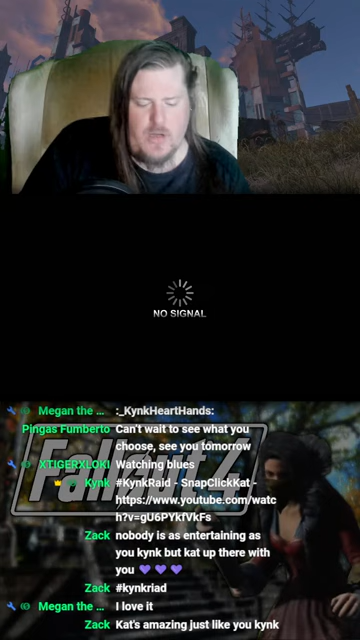 NO SIGNAL
Megan the ... :_KynkHeartHands:
Pingas Fumberto Can't wait to see what you
choose, see you tomorrow
XTIGERXLOKI Watching blues
Kynk #KynkRaid - SnapClickKat -
https://www.youtube.com/watc
h?v=gU6PYkfVkFs
Zack nobody is as entertaining as
you kynk but kat up there with
you 💜💜💜
Zack #kynkriad
Megan the ... I love it
Zack Kat's amazing just like you kynk
Fallout 4